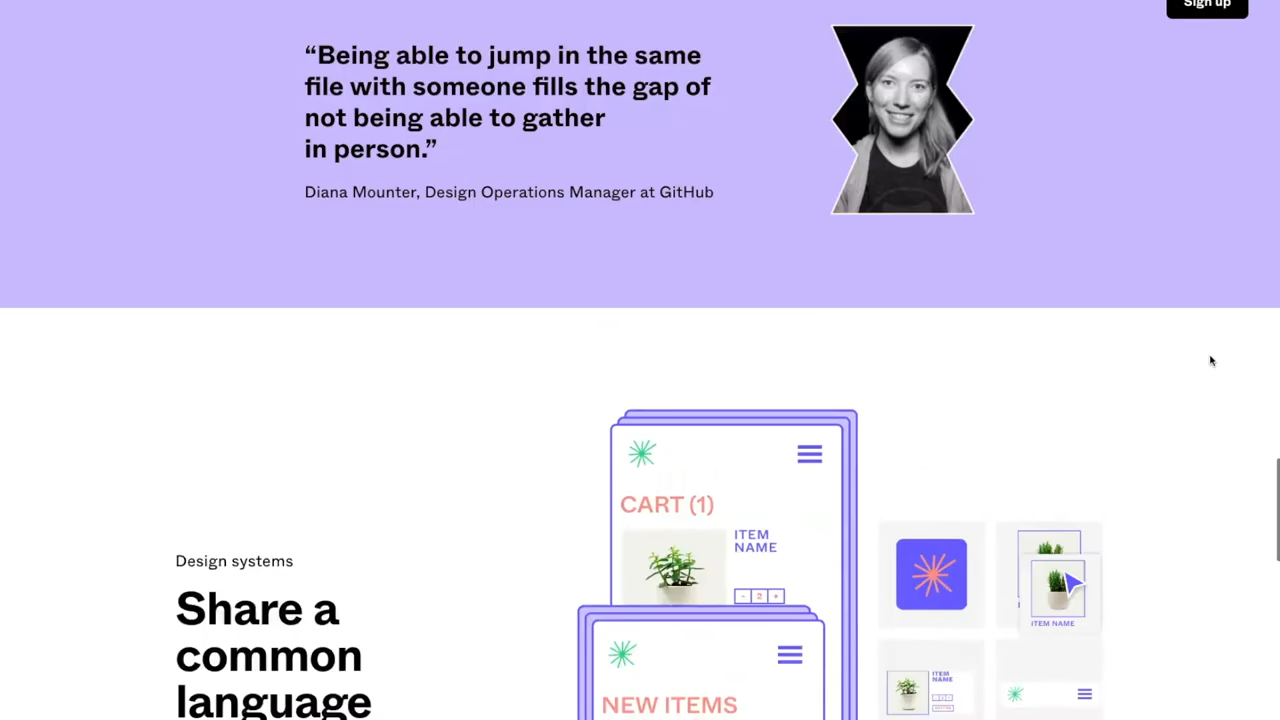 Sign up
“Being able to jump in the same
file with someone fills the gap of
not being able to gather
in person.”
Diana Mounter, Design Operations Manager at GitHub
CART (1)
ITEM
NAME
- 2 +
Design systems
Share a
common
language
ITEM NAME
NEW ITEMS
ITEM
NAME